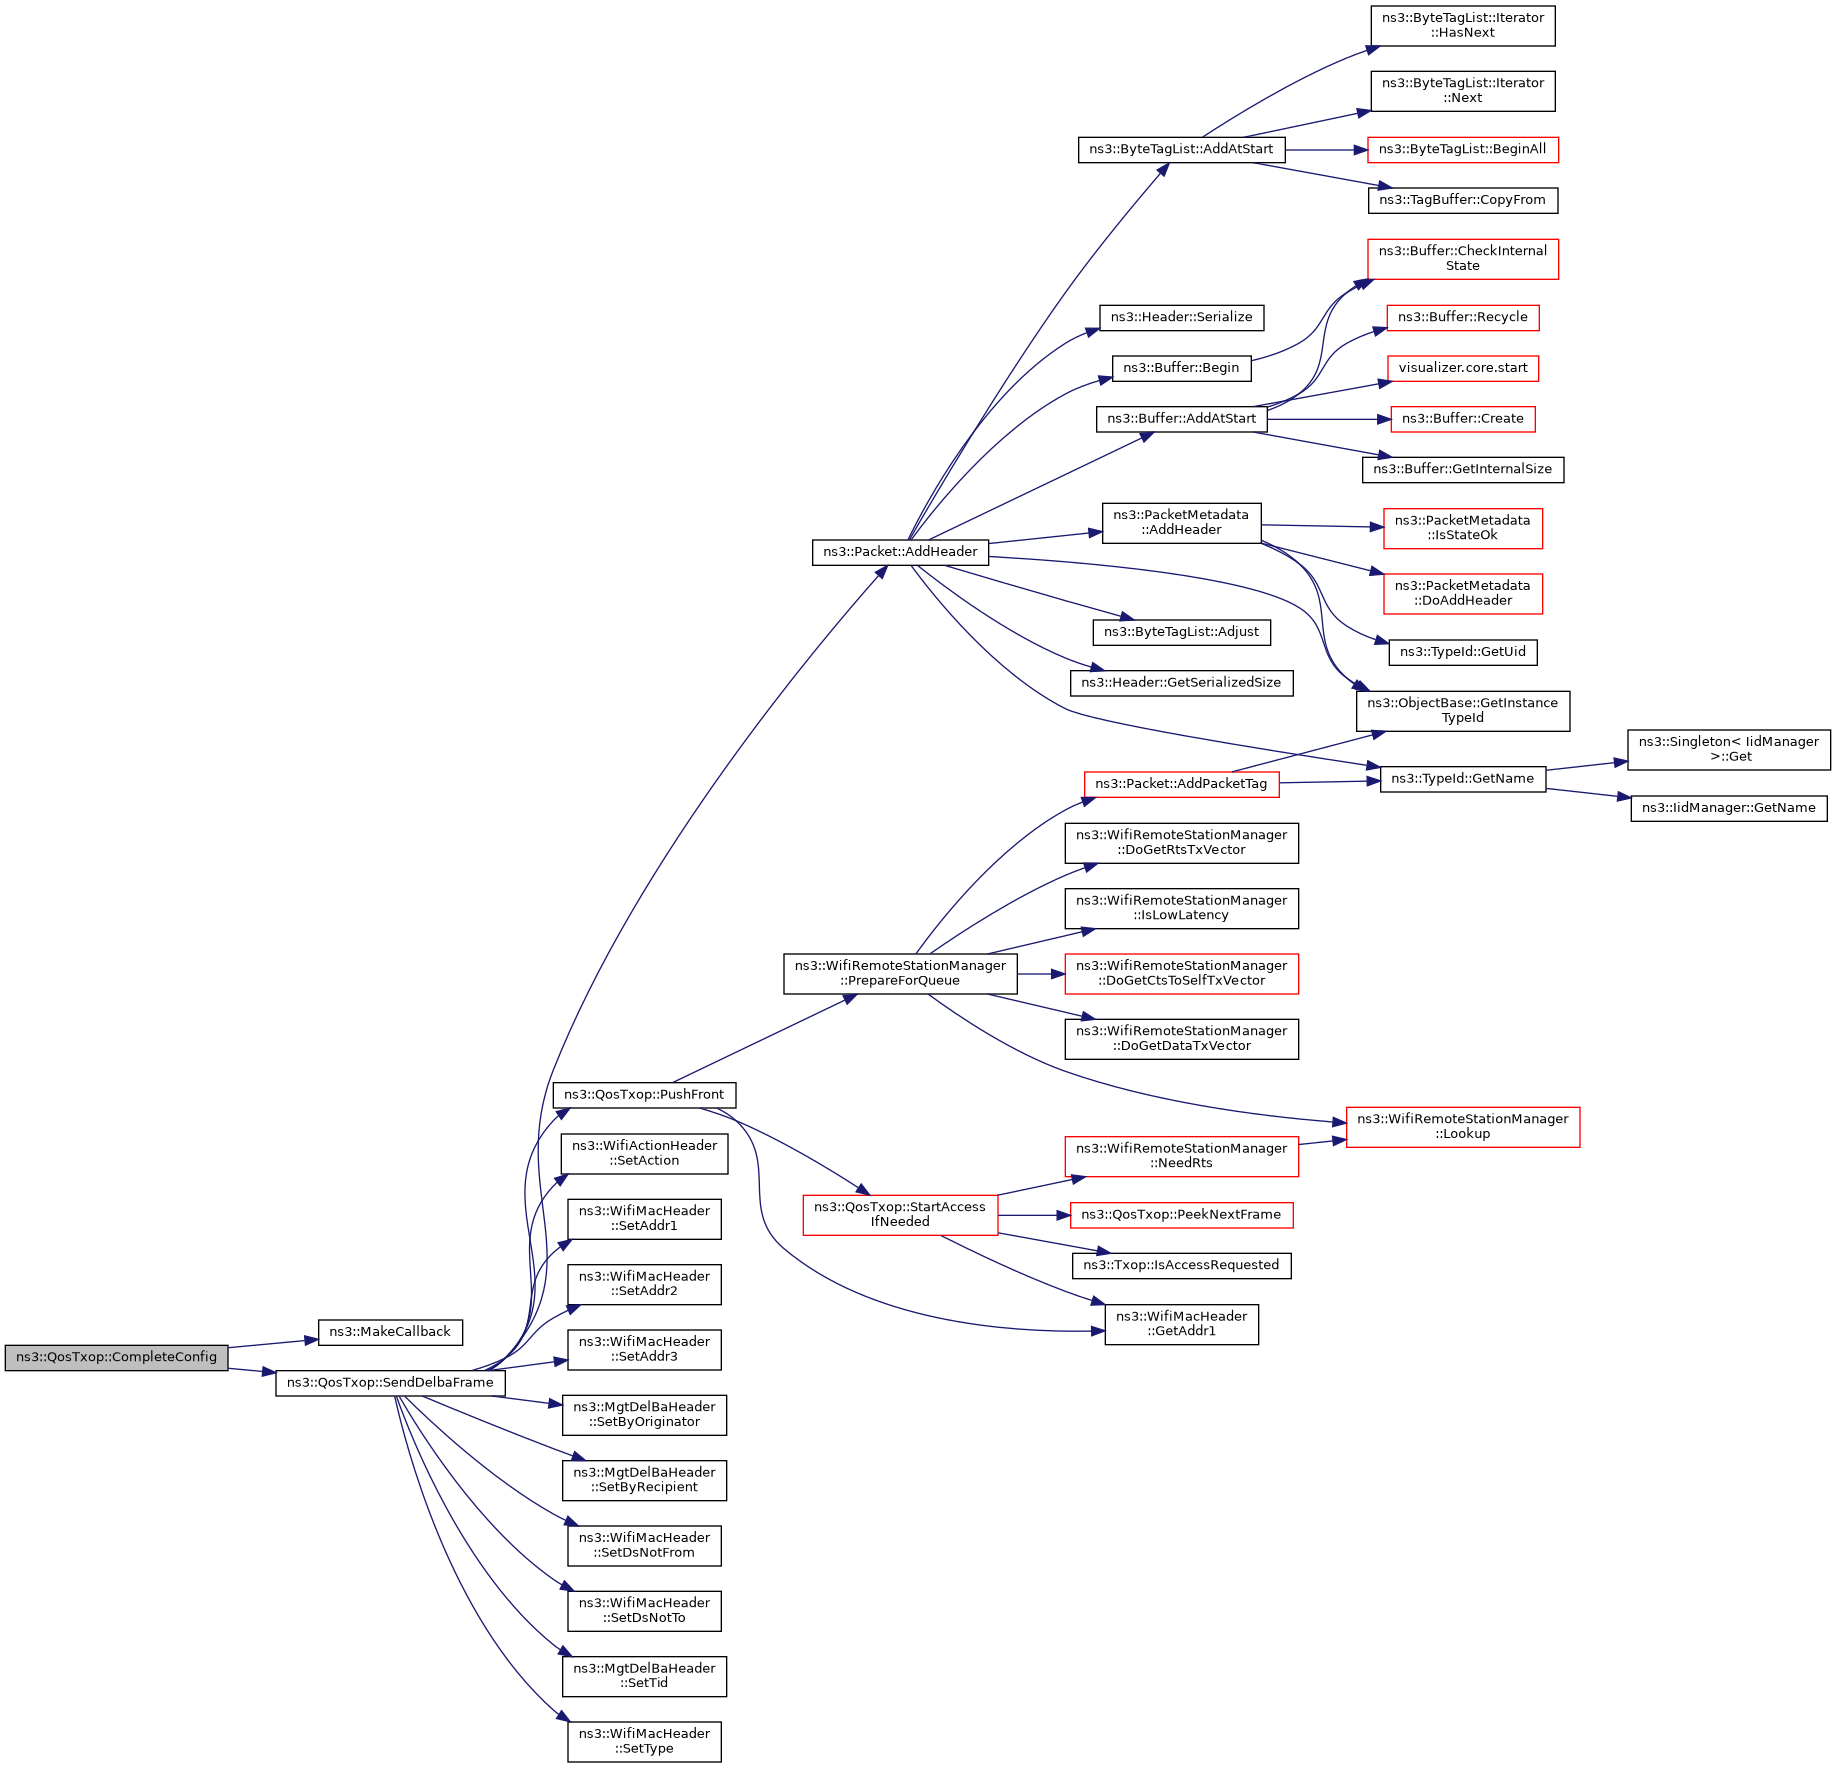 ns3::ByteTagList::Iterator
::HasNext
ns3::ByteTagList::Iterator
::Next
ns3::ByteTagList::AddAtStart
ns3::ByteTagList::BeginAll
ns3::TagBuffer::CopyFrom
ns3::Buffer::CheckInternal
State
ns3::Header::Serialize
ns3::Buffer::Recycle
ns3::Buffer::Begin
visualizer.core.start
ns3::Buffer::AddAtStart
ns3::Buffer::Create
ns3::Buffer::GetInternalSize
ns3::PacketMetadata
::AddHeader
ns3::PacketMetadata
::IsStateOk
ns3::Packet::AddHeader
ns3::PacketMetadata
::DoAddHeader
ns3::ByteTagList::Adjust
ns3::TypeId::GetUid
ns3::Header::GetSerializedSize
ns3::ObjectBase::GetInstance
TypeId
ns3::Singleton< IidManager
>::Get
ns3::Packet::AddPacketTag
ns3::TypeId::GetName
ns3::IidManager::GetName
ns3::WifiRemoteStationManager
::DoGetRtsTxVector
ns3::WifiRemoteStationManager
::IsLowLatency
ns3::WifiRemoteStationManager
::PrepareForQueue
ns3::WifiRemoteStationManager
::DoGetCtsToSelfTxVector
ns3::WifiRemoteStationManager
::DoGetDataTxVector
ns3::QosTxop::PushFront
ns3::WifiRemoteStationManager
::Lookup
ns3::WifiActionHeader
::SetAction
ns3::WifiRemoteStationManager
::NeedRts
ns3::WifiMacHeader
::SetAddr1
ns3::QosTxop::StartAccess
IfNeeded
ns3::QosTxop::PeekNextFrame
ns3::Txop::IsAccessRequested
ns3::WifiMacHeader
::SetAddr2
ns3::WifiMacHeader
::GetAddr1
ns3::MakeCallback
ns3::WifiMacHeader
::SetAddr3
ns3::QosTxop::CompleteConfig
ns3::QosTxop::SendDelbaFrame
ns3::MgtDelBaHeader
::SetByOriginator
ns3::MgtDelBaHeader
::SetByRecipient
ns3::WifiMacHeader
::SetDsNotFrom
ns3::WifiMacHeader
::SetDsNotTo
ns3::MgtDelBaHeader
::SetTid
ns3::WifiMacHeader
::SetType